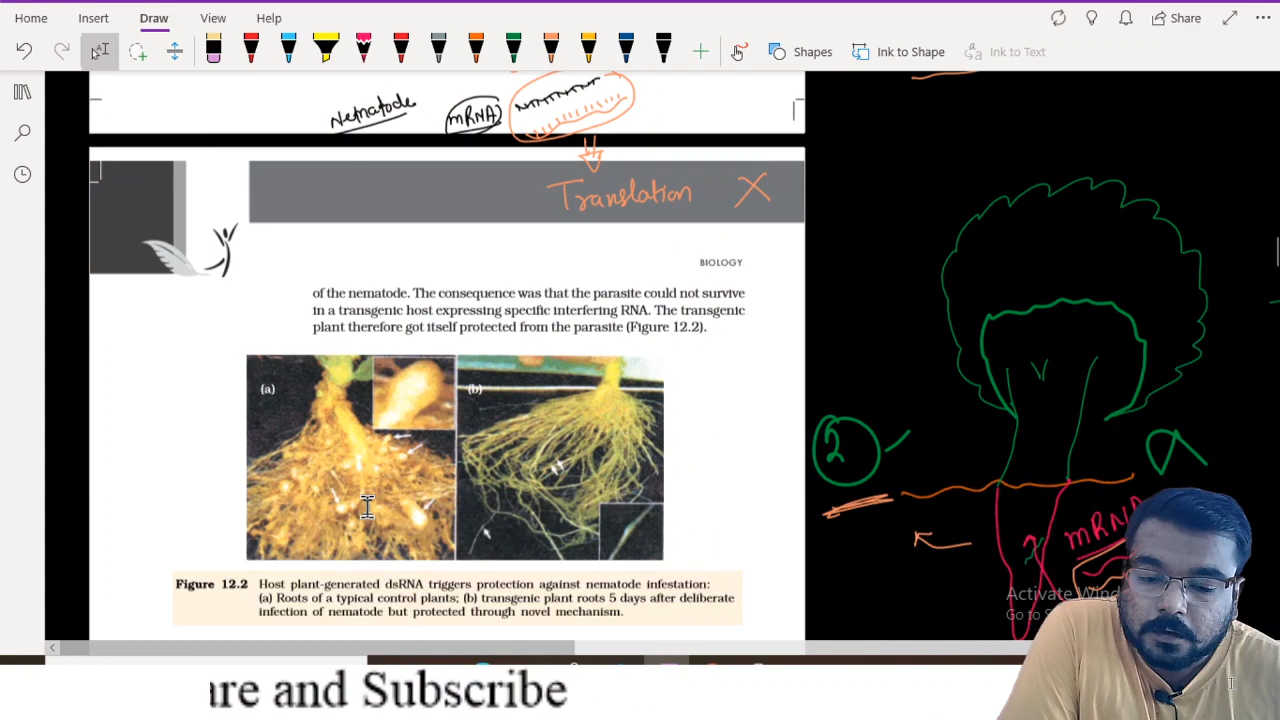 Home Insert Draw View Help
Share
Shapes Ink to Shape Ink to Text
Nematode mRNA
Translation X
BIOLOGY
of the nematode. The consequence was that the parasite could not survive
in a transgenic host expressing specific interfering RNA. The transgenic
plant therefore got itself protected from the parasite (Figure 12.2).
(a) (b)
2
mRNA
Figure 12.2 Host plant-generated dsRNA triggers protection against nematode infestation:
(a) Roots of a typical control plants; (b) transgenic plant roots 5 days after deliberate
infection of nematode but protected through novel mechanism.
are and Subscribe